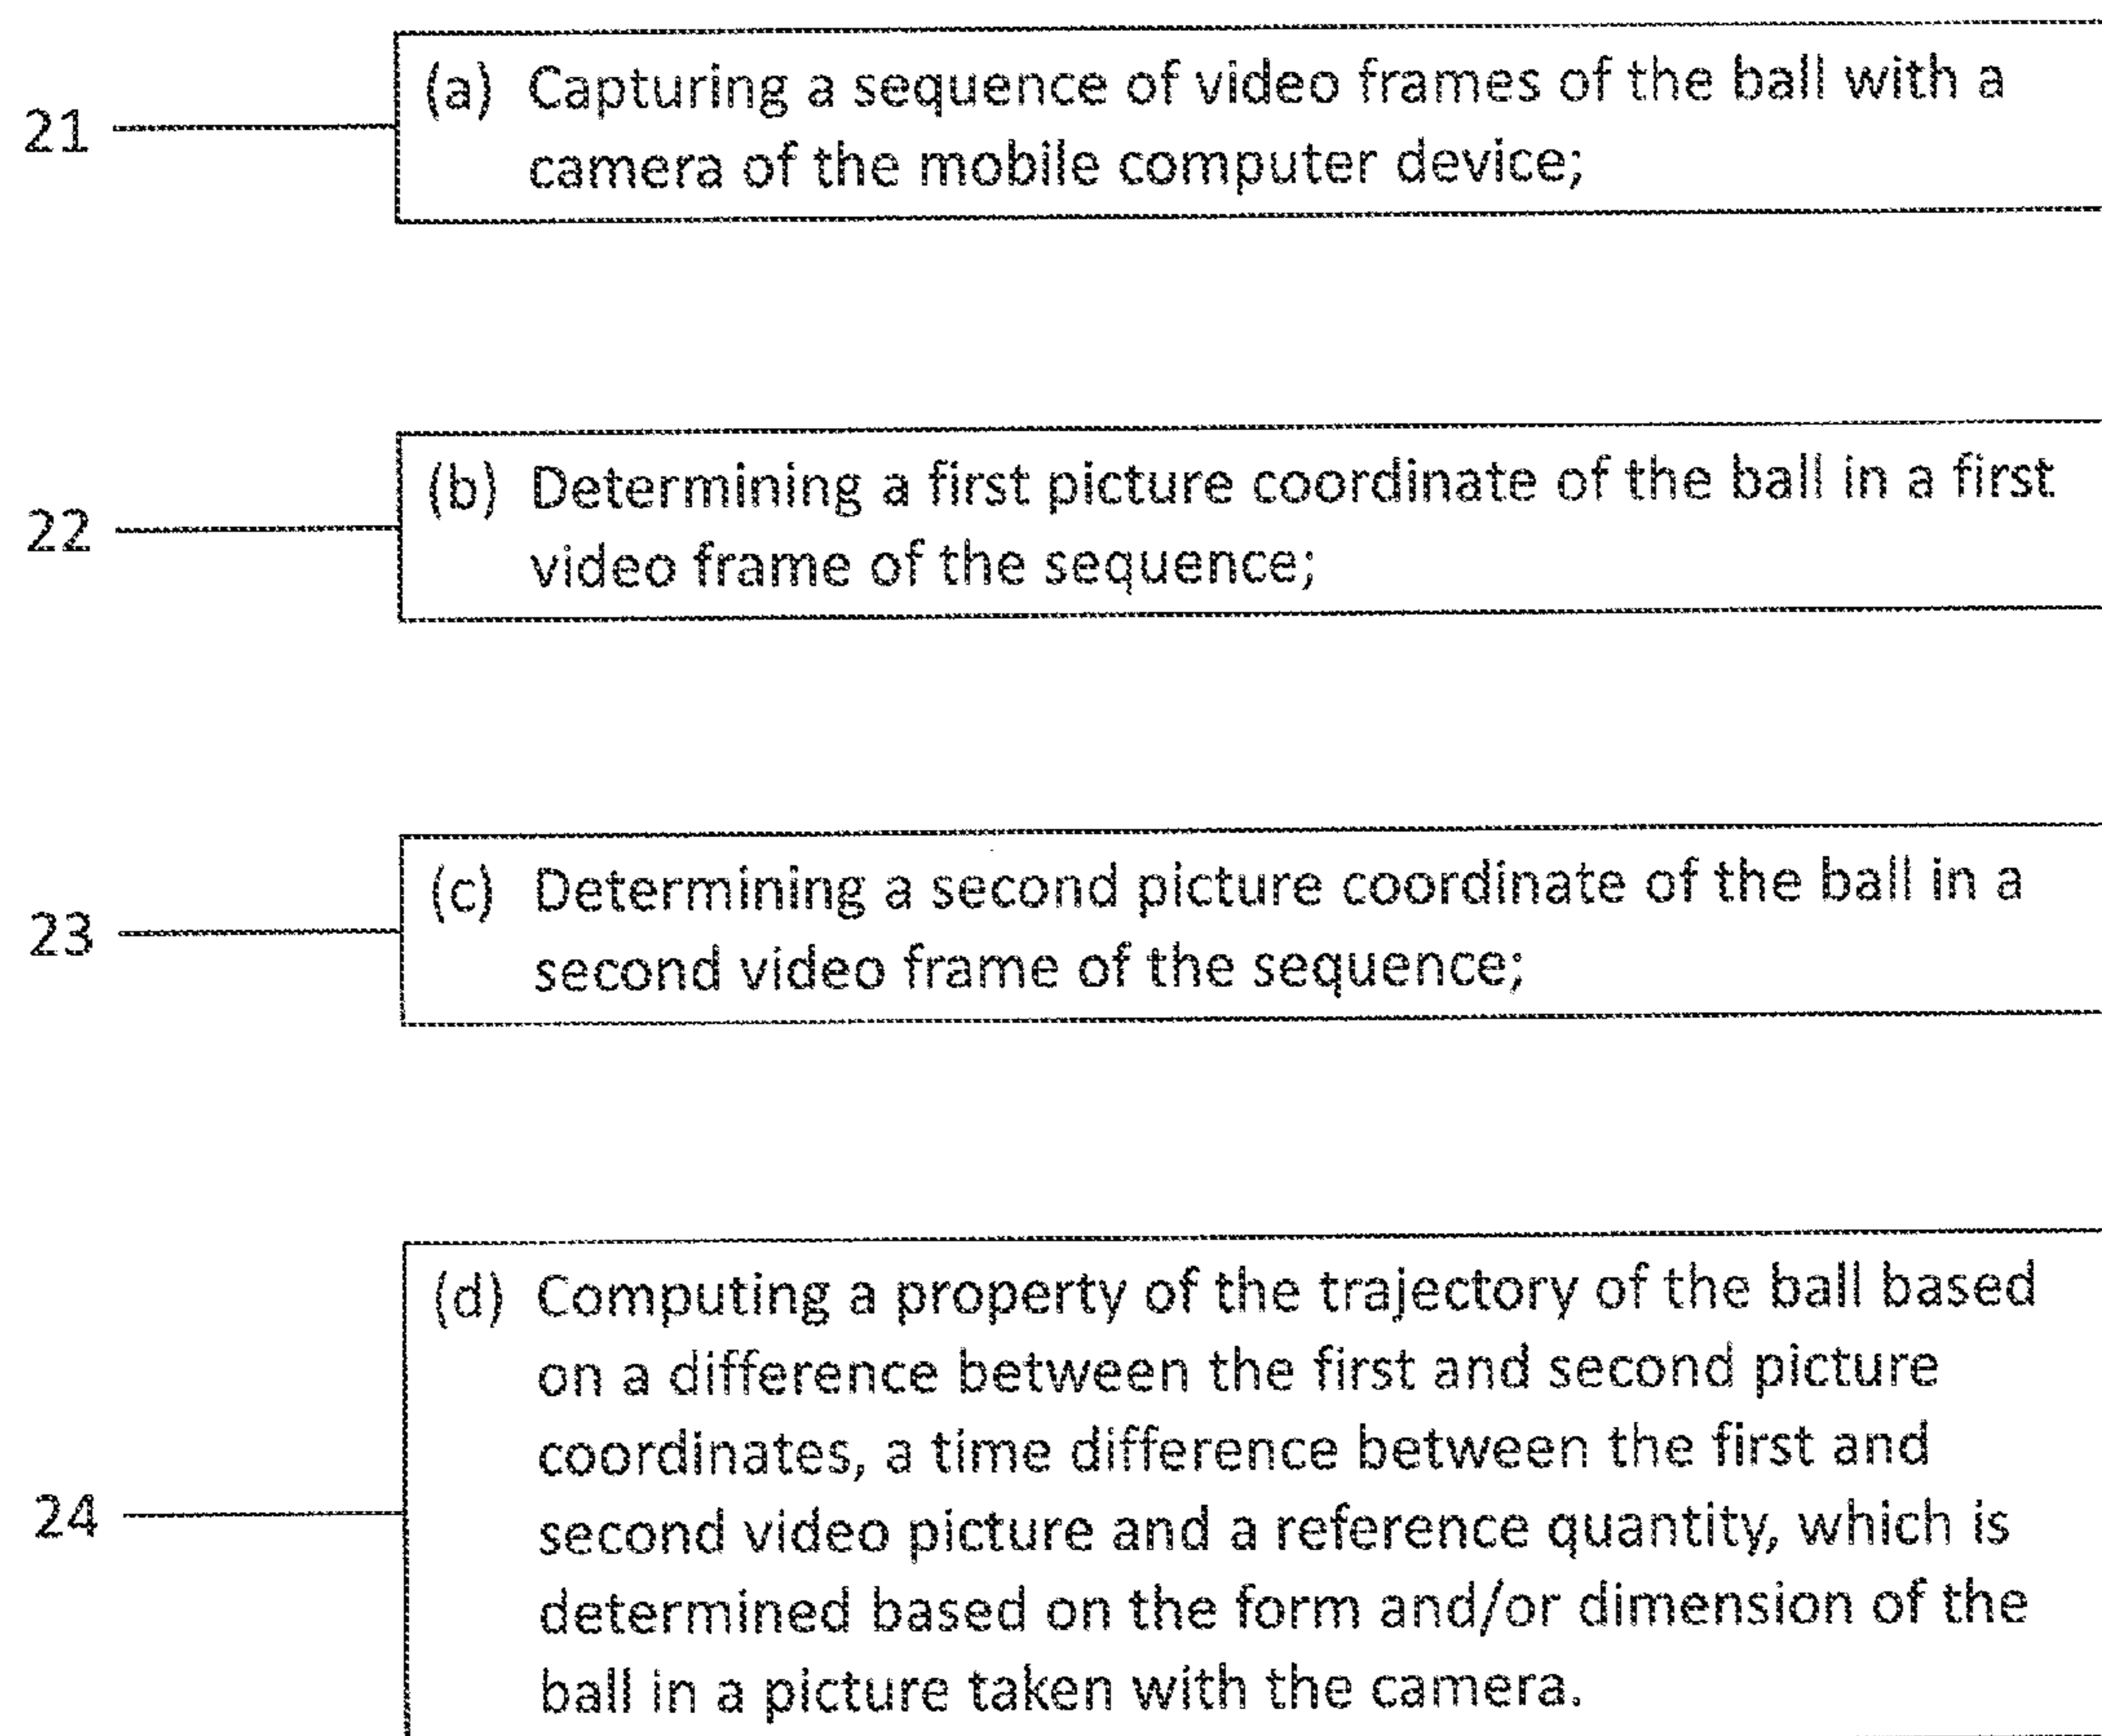 21
(a) Capturing a sequence of video frames of the ball with a
camera of the mobile computer device;
22
(b) Determining a first picture coordinate of the ball in a first
video frame of the sequence;
23
(c) Determining a second picture coordinate of the ball in a
second video frame of the sequence;
24
(d) Computing a property of the trajectory of the ball based
on a difference between the first and second picture
coordinates, a time difference between the first and
second video picture and a reference quantity, which is
determined based on the form and/or dimension of the
ball in a picture taken with the camera.